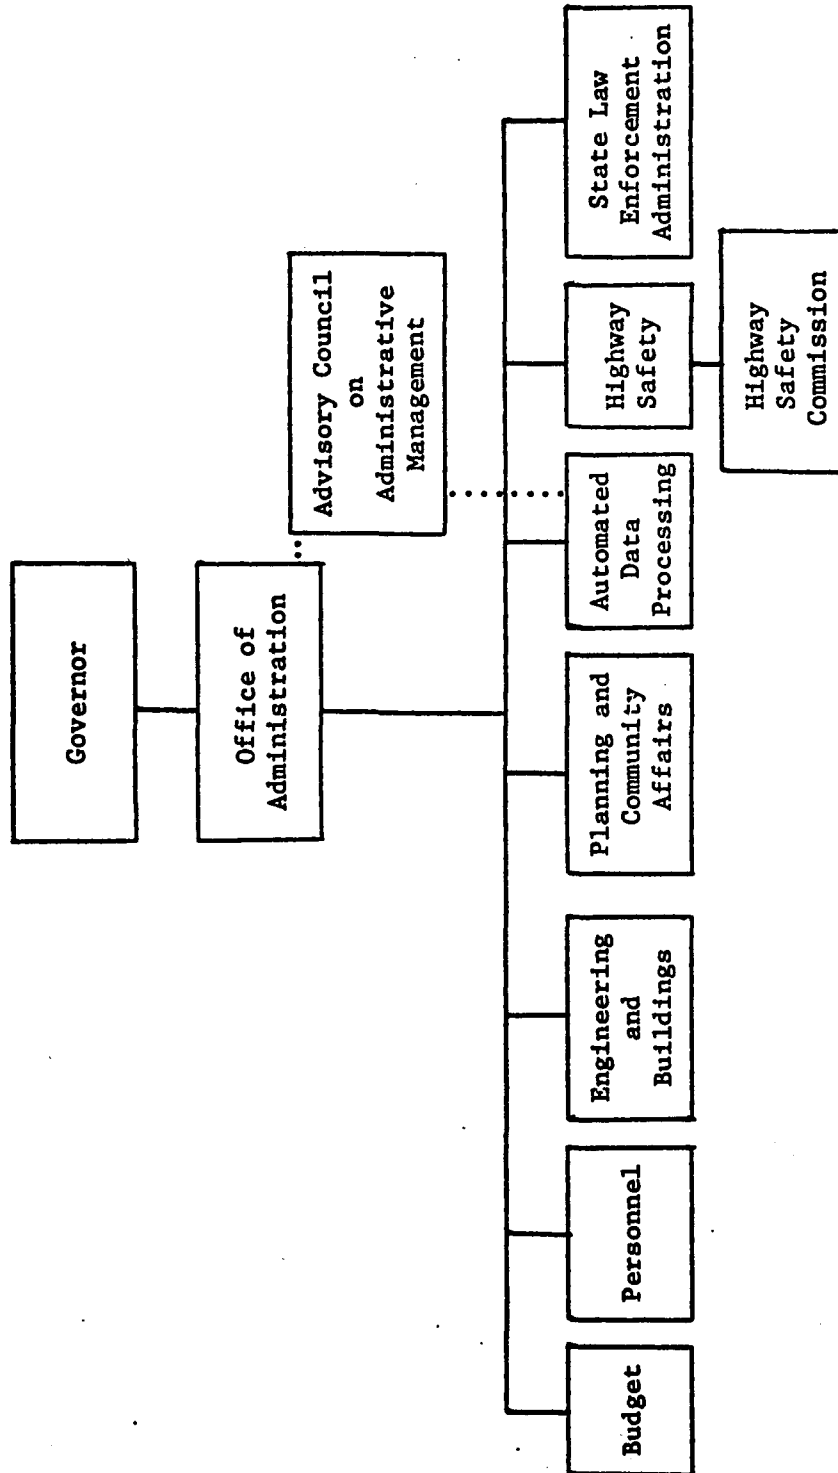 Governor
Office of
Administration
Advisory Council
on
Administrative
Management
Budget
Personnel
Engineering
and
Buildings
Planning and
Community
Affairs
Automated
Data
Processing
Highway
Safety
State Law
Enforcement
Administration
Highway
Safety
Commission